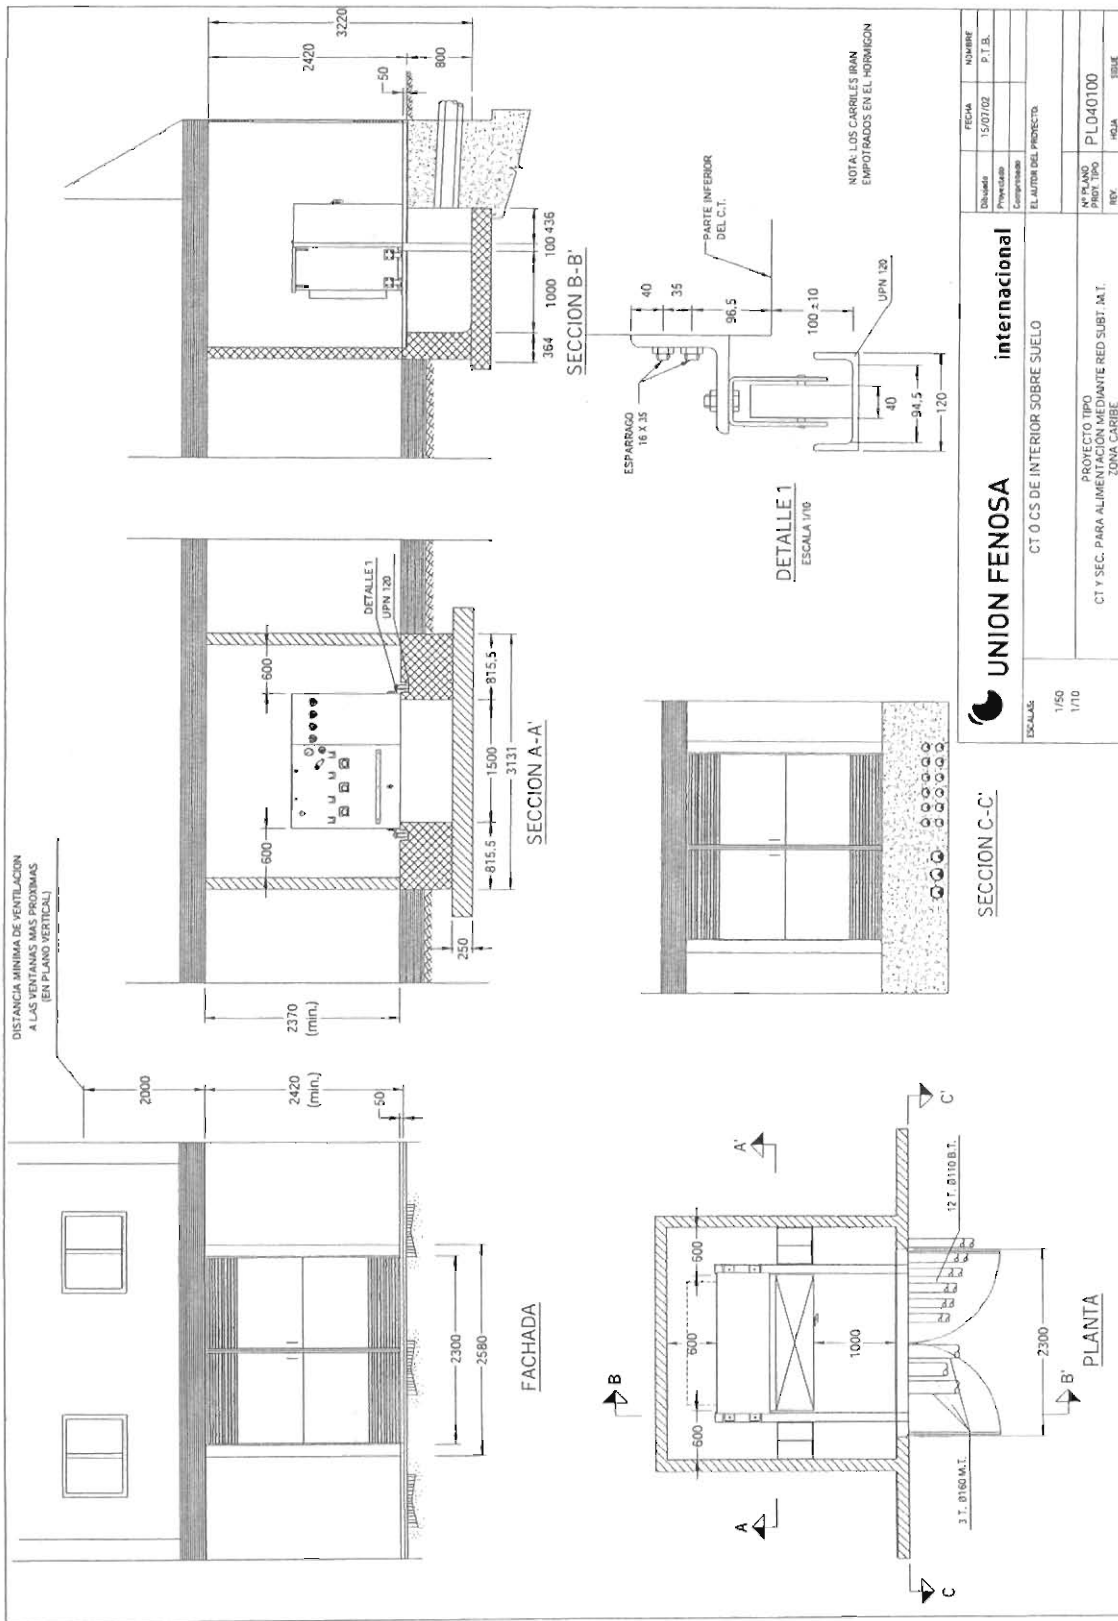 DISTANCIA MINIMA DE VENTILACION
A LAS VENTANAS MAS PROXIMAS
(EN PLANO VERTICAL)
2000
2420
(min.)
50
2300
2580
FACHADA
2370
(min.)
250
600
600
DETALLE 1
UPN 120
815.5
1500
815.5
3131
SECCION A-A'
3220
2420
50
800
364
1000
100
436
SECCION B-B'
B
A
A'
600
600
600
1000
C
C'
3 T. Ø160 M.T.
12 T. Ø110 B.T.
2300
B'
PLANTA
SECCION C-C'
ESPARRAGO
16 X 35
40
35
96,5
PARTE INFERIOR
DEL C.T.
100 ±10
UPN 120
40
94,5
120
DETALLE 1
ESCALA 1/10
NOTA: LOS CARRILES IRAN
EMPOTRADOS EN EL HORMIGON
UNION FENOSA
internacional
FECHA
NOMBRE
Dibujado
15/07/02
P.T.B.
Proyectado
Comprobado
EL AUTOR DEL PROYECTO:
ESCALAS:
1/50
1/10
CT O CS DE INTERIOR SOBRE SUELO
PROYECTO TIPO
CT Y SEC. PARA ALIMENTACION MEDIANTE RED SUBT. M.T.
ZONA CARIBE
Nº PLANO
PROY. TIPO
PL040100
REV.
HOJA
SIGUE